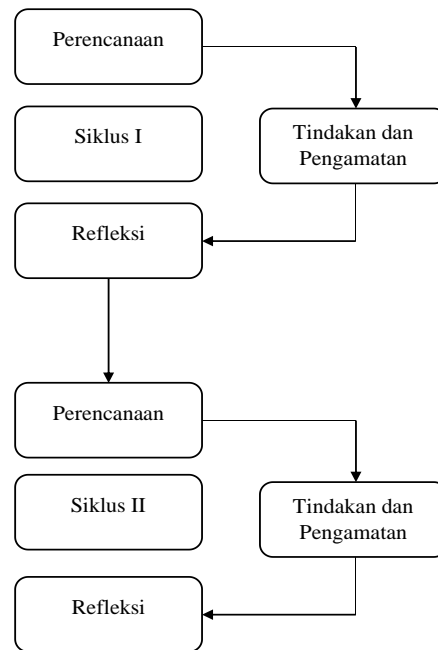 Perencanaan
Siklus I
Tindakan dan
Pengamatan
Refleksi
Perencanaan
Siklus II
Tindakan dan
Pengamatan
Refleksi